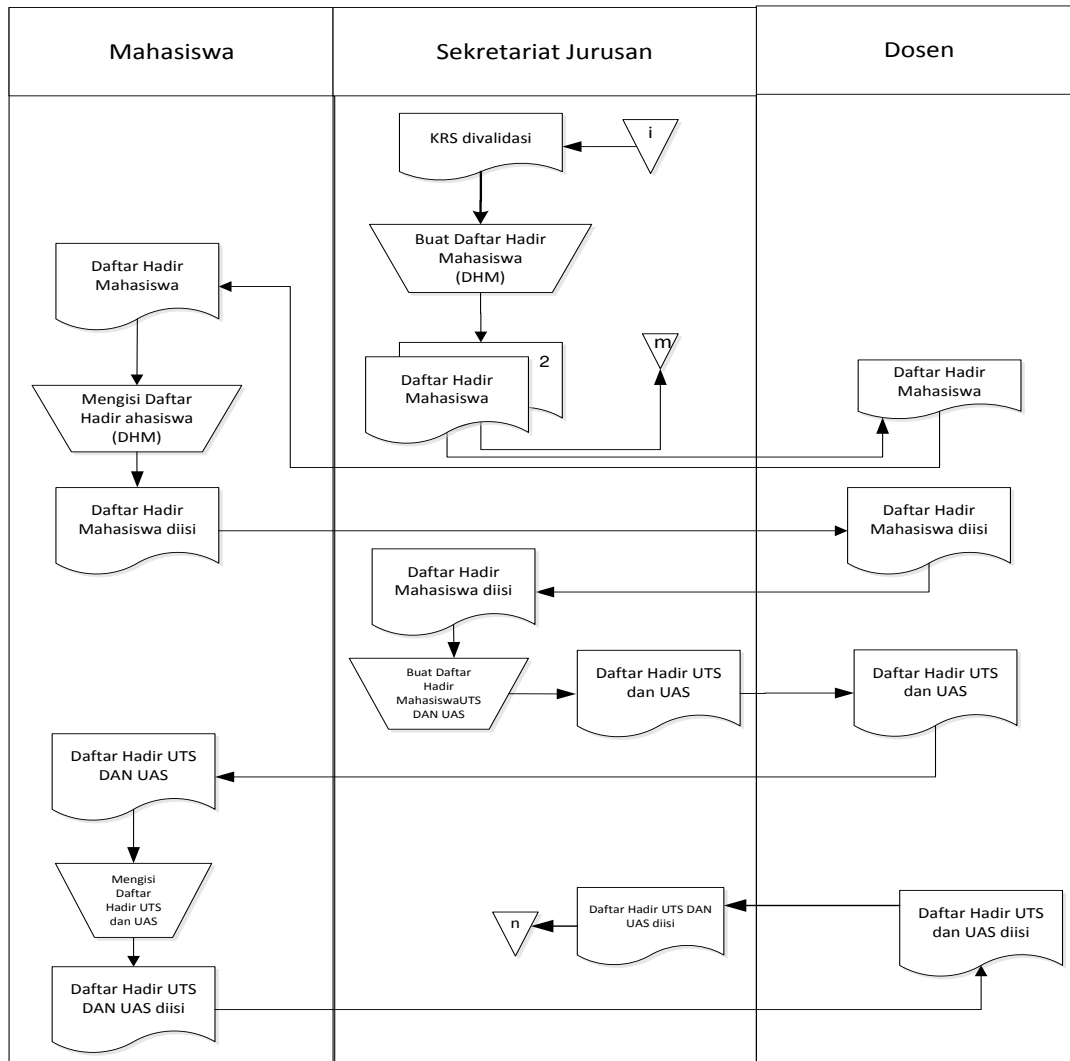 Mahasiswa
Sekretariat Jurusan
Dosen
KRS divalidasi
i
Buat Daftar Hadir
Mahasiswa
(DHM)
Daftar Hadir
Mahasiswa
2
Daftar Hadir
Mahasiswa
m
Daftar Hadir
Mahasiswa
Mengisi Daftar
Hadir ahasiswa
(DHM)
Daftar Hadir
Mahasiswa diisi
Daftar Hadir
Mahasiswa diisi
Daftar Hadir
Mahasiswa diisi
Buat Daftar
Hadir
MahasiswaUTS
DAN UAS
Daftar Hadir UTS
dan UAS
Daftar Hadir UTS
dan UAS
Daftar Hadir UTS
DAN UAS
Mengisi
Daftar
Hadir UTS
dan UAS
n
Daftar Hadir UTS DAN
UAS diisi
Daftar Hadir UTS
dan UAS diisi
Daftar Hadir UTS
DAN UAS diisi